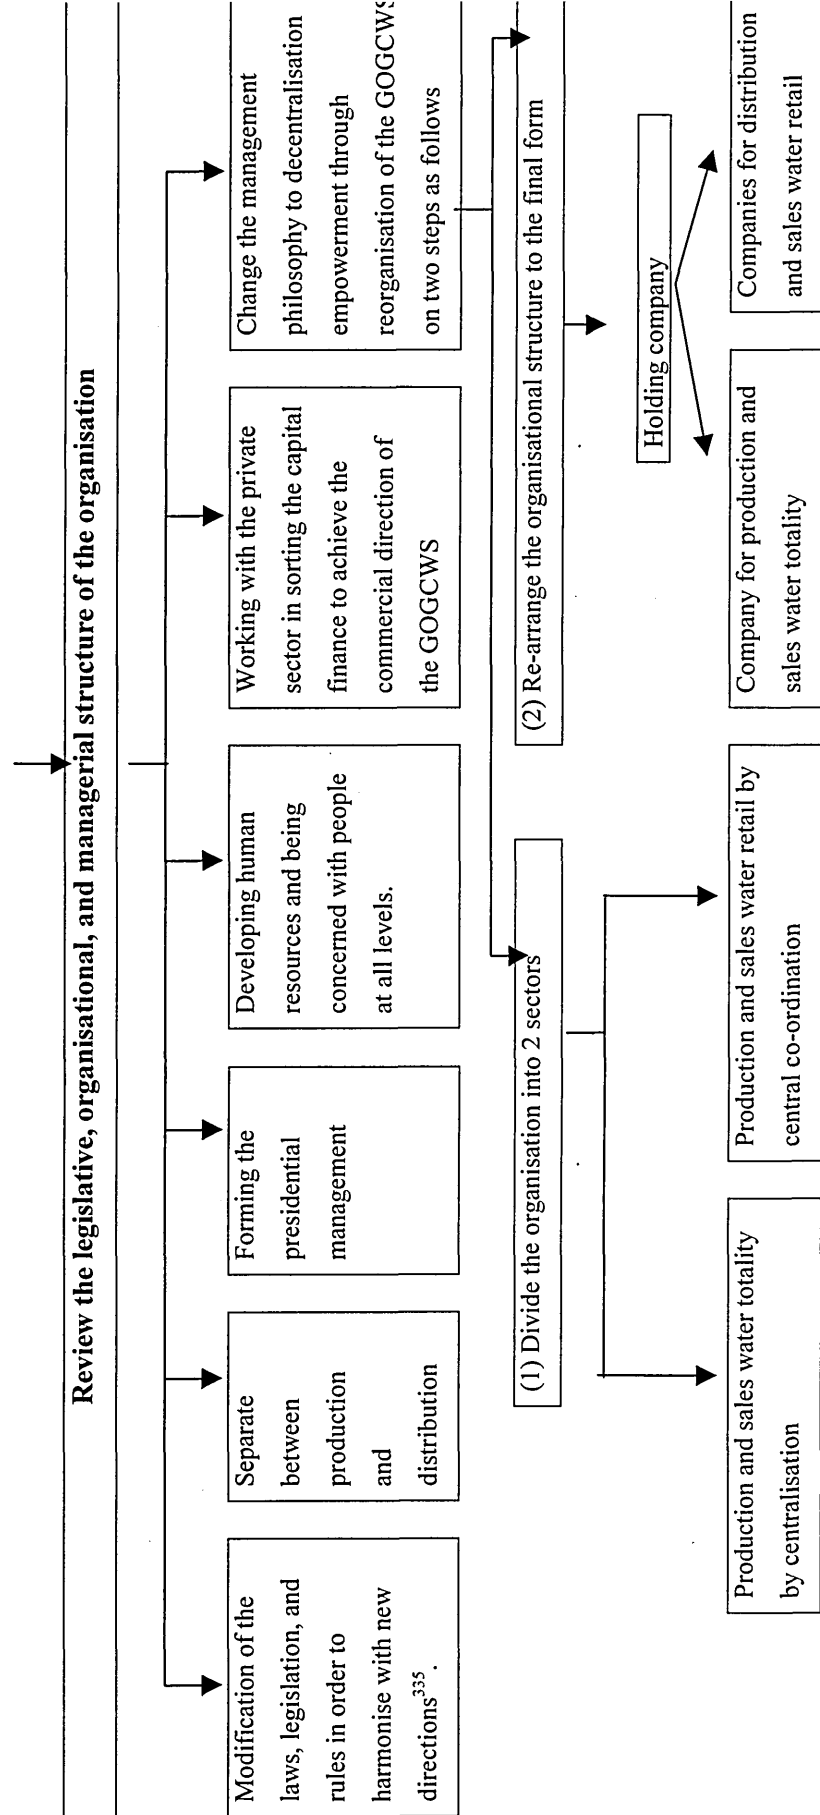 Review the legislative, organisational, and managerial structure of the organisation
Modification of the
laws, legislation, and
rules in order to
harmonise with new
directions³³⁵.
Separate
between
production
and
distribution
Forming the
presidential
management
Developing human
resources and being
concerned with people
at all levels.
Working with the private
sector in sorting the capital
finance to achieve the
commercial direction of
the GOGCWS
Change the management
philosophy to decentralisation
empowerment through
reorganisation of the GOGCWS
on two steps as follows
(1) Divide the organisation into 2 sectors
(2) Re-arrange the organisational structure to the final form
Holding company
Production and sales water totality
by centralisation
Production and sales water retail by
central co-ordination
Company for production and
sales water totality
Companies for distribution
and sales water retail